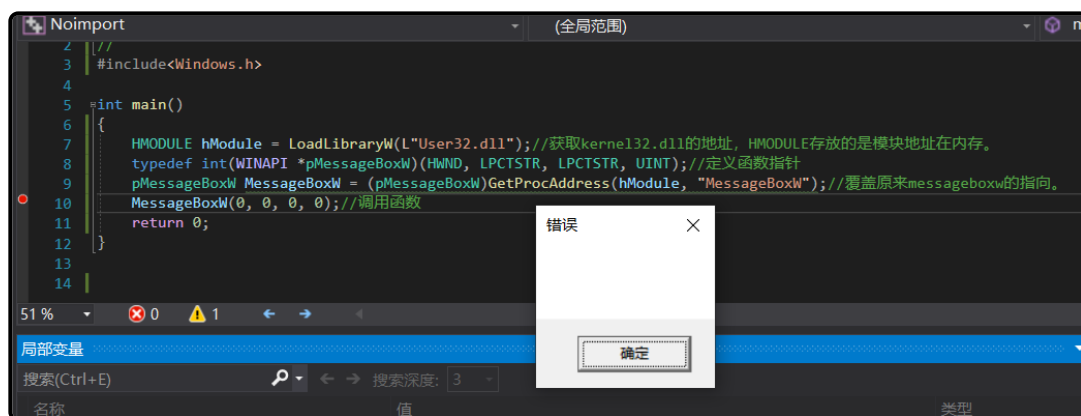 Noimport (全局范围)
2 //
3 #include<Windows.h>
4
5 int main()
6 {
7 HMODULE hModule = LoadLibraryW(L"User32.dll");//获取kernel32.dll的地址，HMODULE存放的是模块地址在内存。
8 typedef int(WINAPI *pMessageBoxW)(HWND, LPCTSTR, LPCTSTR, UINT);//定义函数指针
9 pMessageBoxW MessageBoxW = (pMessageBoxW)GetProcAddress(hModule, "MessageBoxW");//覆盖原来messageboxw的指向。
10 MessageBoxW(0, 0, 0, 0);//调用函数
11 return 0;
12 }
13
14
错误
确定
51 % 0 1
局部变量
搜索(Ctrl+E) 搜索深度: 3
名称 值 类型